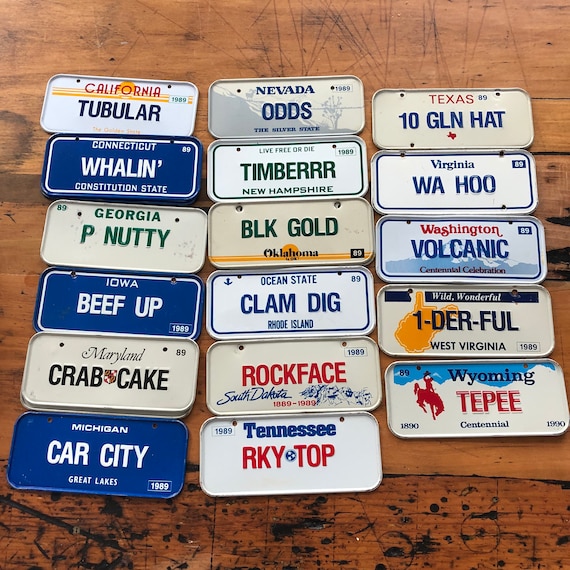 CALIFORNIA
1989
TUBULAR
The Golden State
CONNECTICUT 89
WHALIN'
CONSTITUTION STATE
89 GEORGIA
P NUTTY
IOWA
BEEF UP
1989
Maryland 89
CRAB CAKE
MICHIGAN
CAR CITY
GREAT LAKES 1989
NEVADA 1989
ODDS
THE SILVER STATE
LIVE FREE OR DIE 1989
TIMBERRR
NEW HAMPSHIRE
BLK GOLD
Oklahoma 89
OCEAN STATE 89
CLAM DIG
RHODE ISLAND
1989
ROCKFACE
South Dakota
1889-1989
1989 Tennessee
RKY TOP
TEXAS 89
10 GLN HAT
Virginia 89
WA HOO
Washington 89
VOLCANIC
Centennial Celebration
Wild, Wonderful
1-DER-FUL
WEST VIRGINIA 1989
89 Wyoming
TEPEE
1890 Centennial 1990